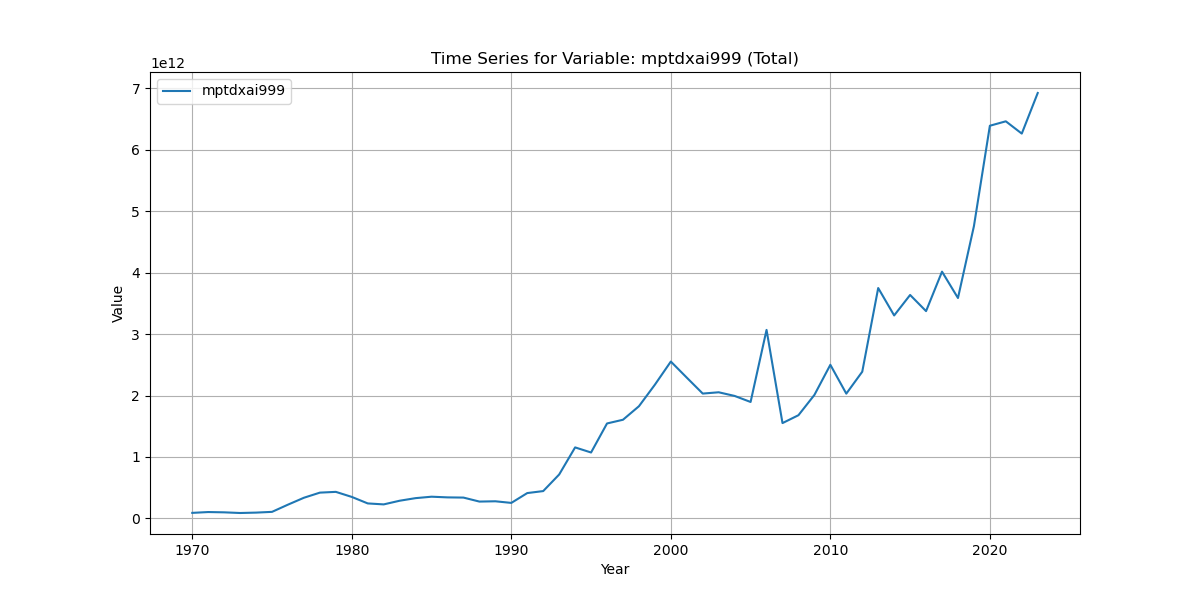 Time Series for Variable: mptdxai999 (Total)
1e12
mptdxai999
7
6
5
4
3
2
1
0
Value
1970 1980 1990 2000 2010 2020
Year